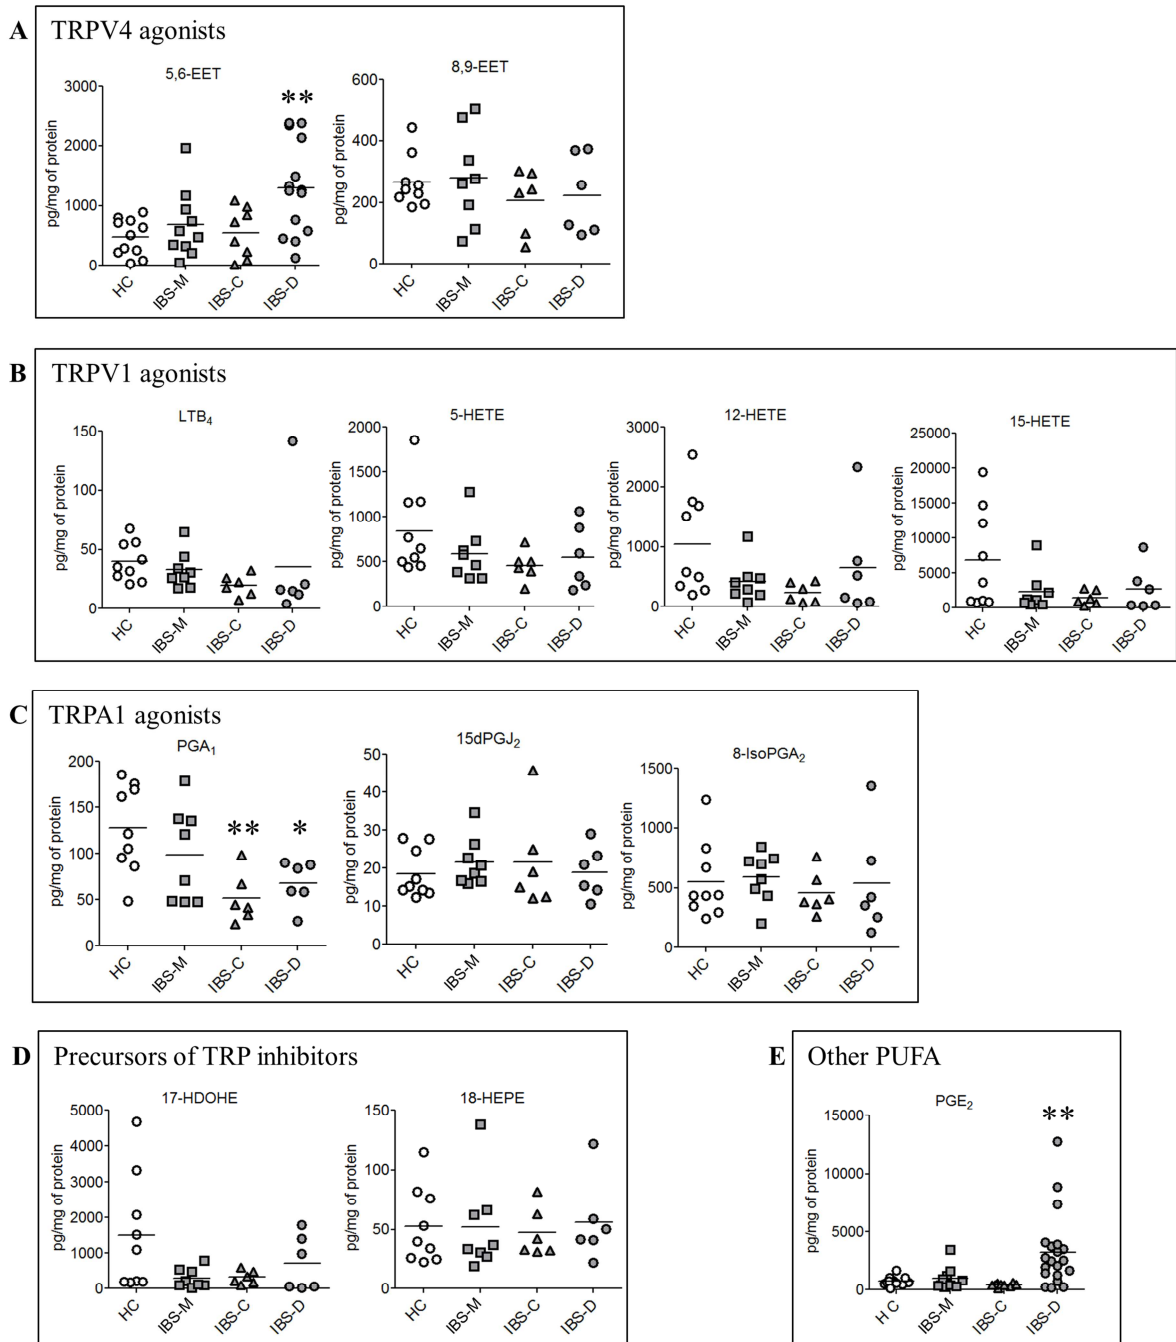 A TRPV4 agonists
5,6-EET
pg/mg of protein
3000
2000
1000
0
**
HC IBS-M IBS-C IBS-D
8,9-EET
pg/mg of protein
600
400
200
0
HC IBS-M IBS-C IBS-D
B TRPV1 agonists
LTB4
pg/mg of protein
150
100
50
0
HC IBS-M IBS-C IBS-D
5-HETE
pg/mg of protein
2000
1500
1000
500
0
HC IBS-M IBS-C IBS-D
12-HETE
pg/mg of protein
3000
2000
1000
0
HC IBS-M IBS-C IBS-D
15-HETE
pg/mg of protein
25000
20000
15000
10000
5000
0
HC IBS-M IBS-C IBS-D
C TRPA1 agonists
PGA1
pg/mg of protein
200
150
100
50
0
** *
HC IBS-M IBS-C IBS-D
15dPGJ2
pg/mg of protein
50
40
30
20
10
0
HC IBS-M IBS-C IBS-D
8-IsoPGA2
pg/mg of protein
1500
1000
500
0
HC IBS-M IBS-C IBS-D
D Precursors of TRP inhibitors
17-HDOHE
pg/mg of protein
5000
4000
3000
2000
1000
0
HC IBS-M IBS-C IBS-D
18-HEPE
pg/mg of protein
150
100
50
0
HC IBS-M IBS-C IBS-D
E Other PUFA
PGE2
pg/mg of protein
15000
10000
5000
0
**
H C IBS-M IBS-C IBS-D